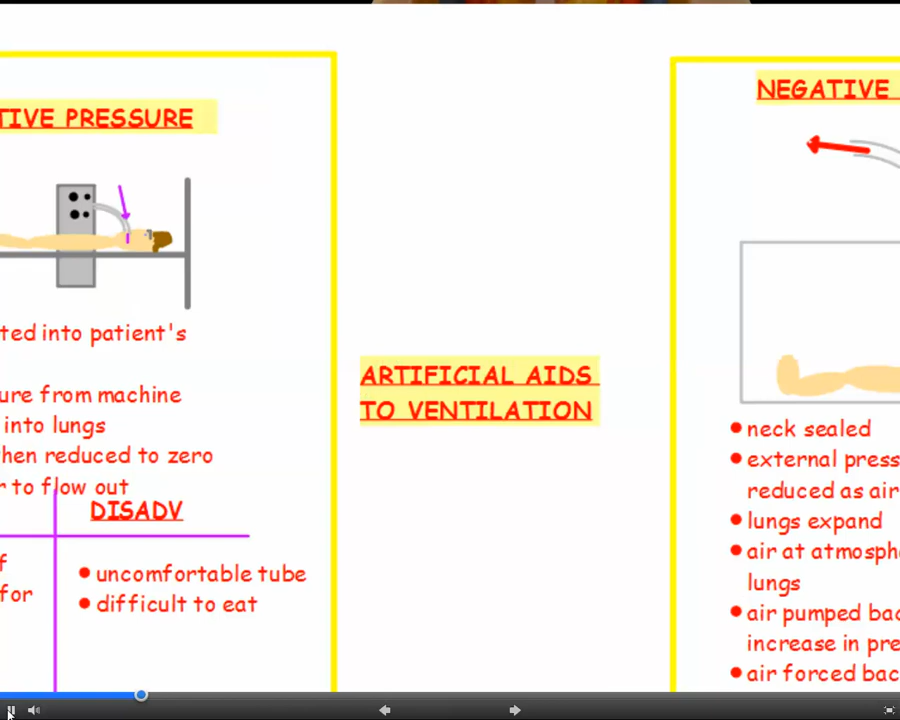 TIVE PRESSURE
ted into patient's
ure from machine
into lungs
hen reduced to zero
r to flow out
DISADV
f
for
• uncomfortable tube
• difficult to eat
ARTIFICIAL AIDS
TO VENTILATION
NEGATIVE
• neck sealed
• external press
reduced as air
• lungs expand
• air at atmosph
lungs
• air pumped bac
increase in pre
• air forced bac